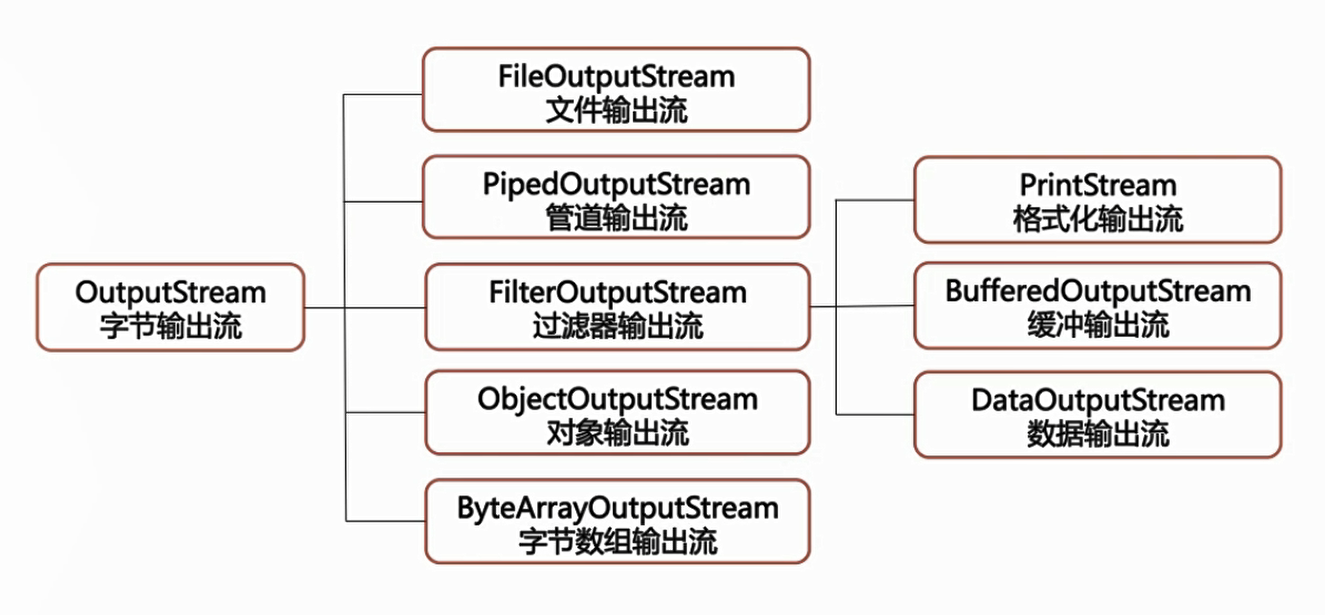 OutputStream
字节输出流
FileOutputStream
文件输出流
PipedOutputStream
管道输出流
FilterOutputStream
过滤器输出流
ObjectOutputStream
对象输出流
ByteArrayOutputStream
字节数组输出流
PrintStream
格式化输出流
BufferedOutputStream
缓冲输出流
DataOutputStream
数据输出流